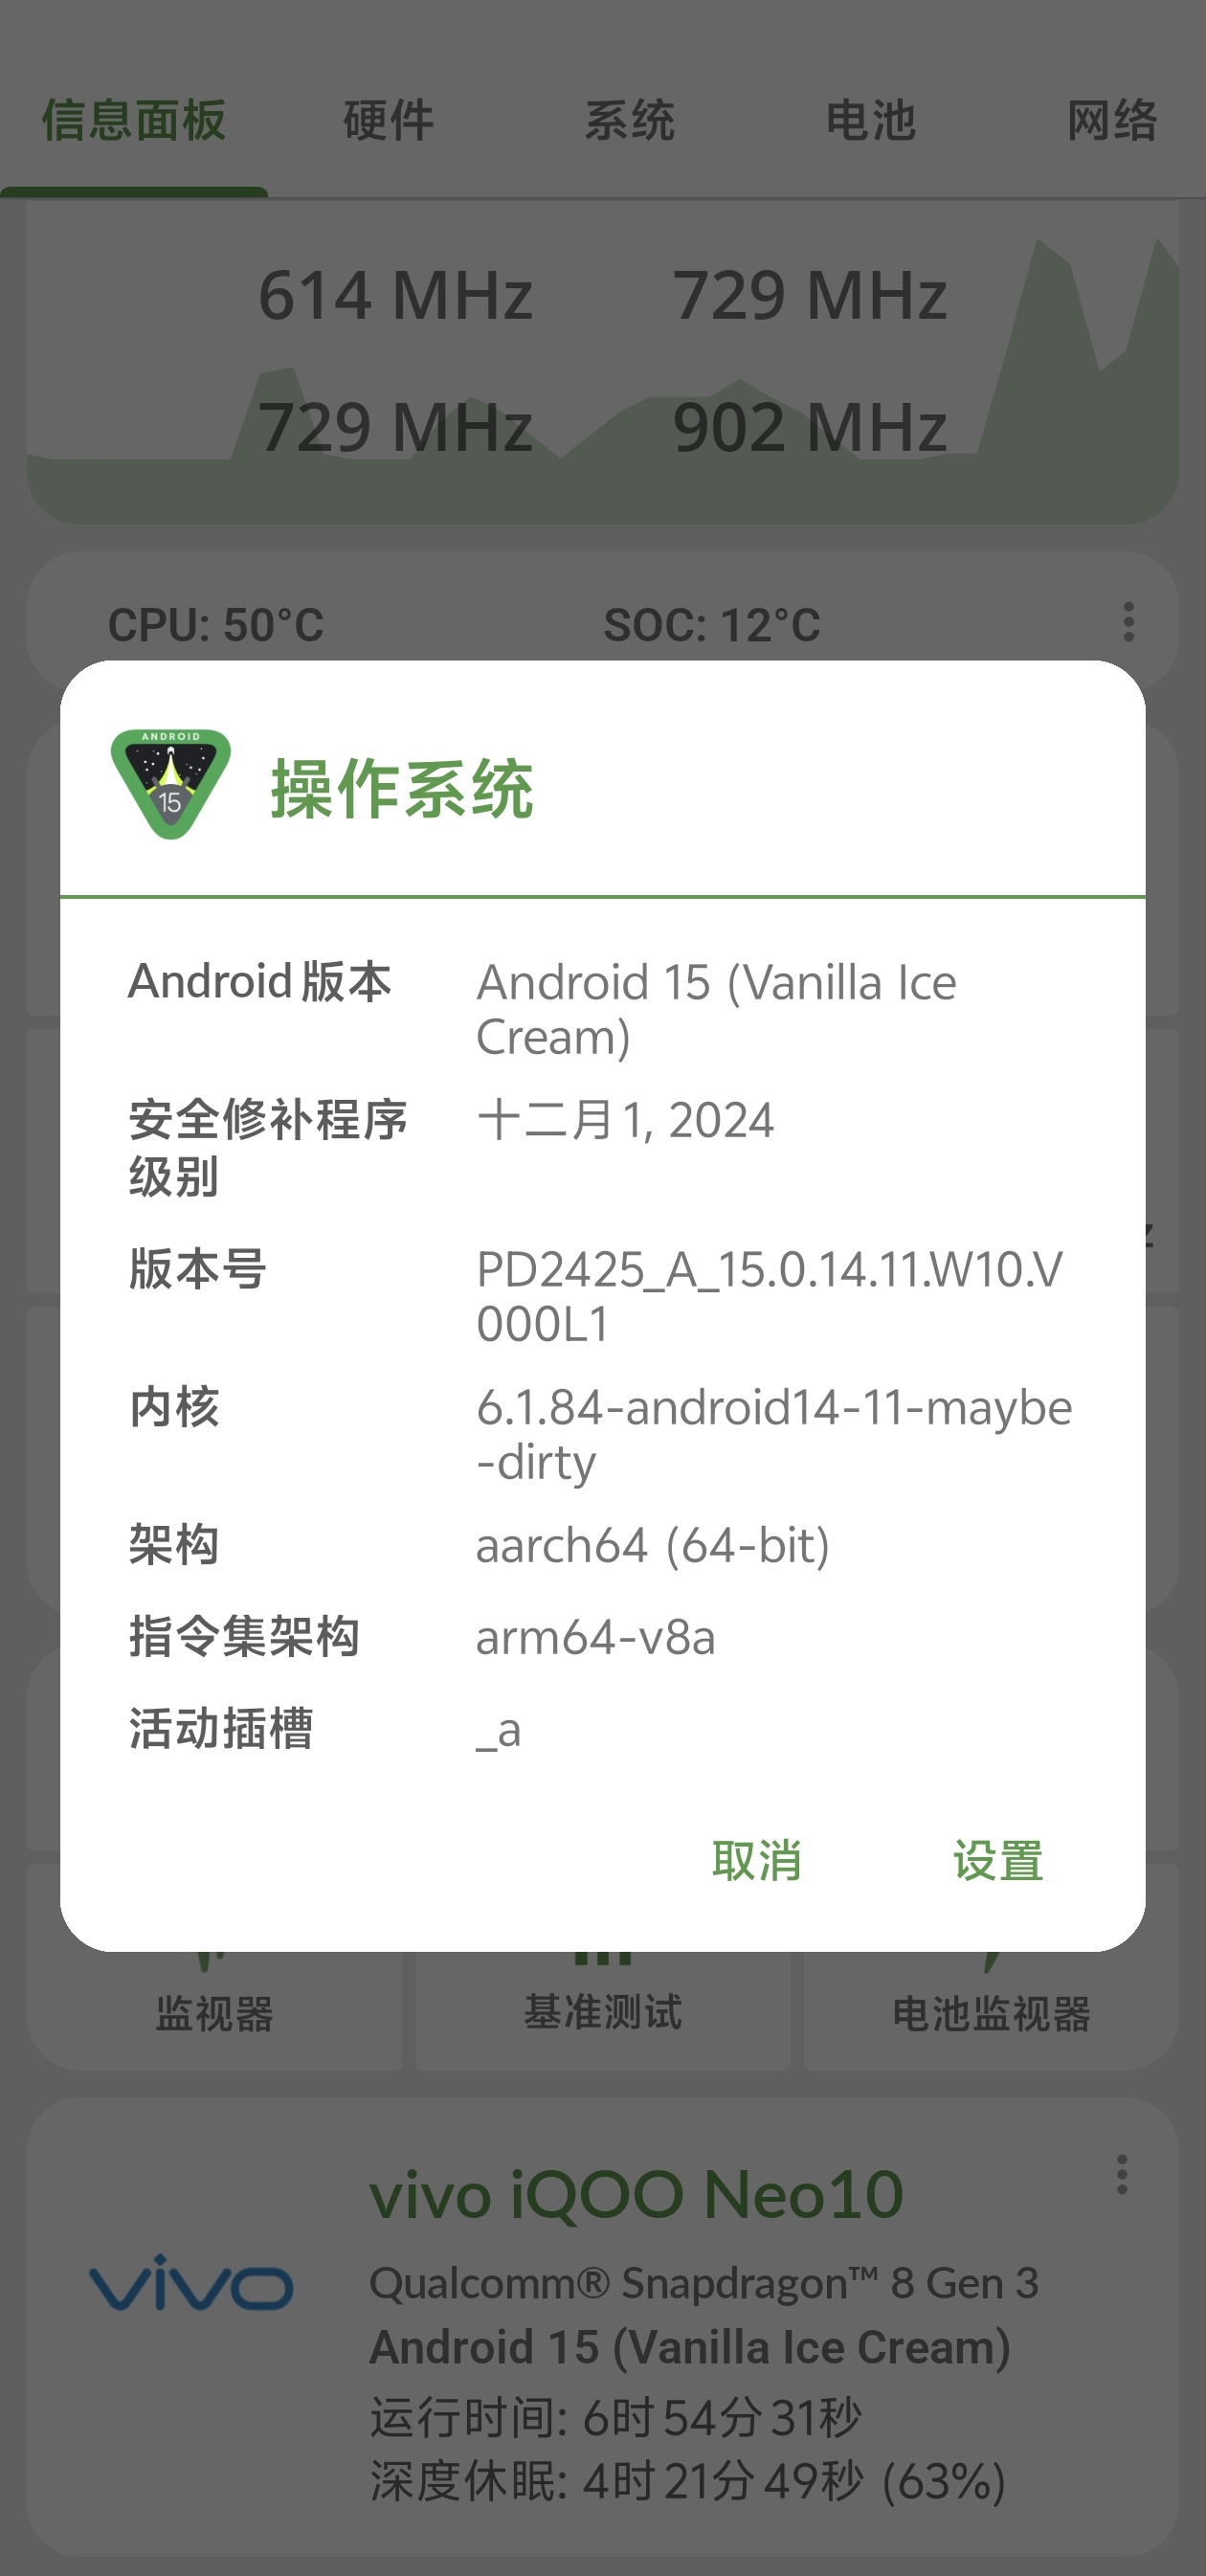 信息面板 硬件 系统 电池 网络
614 MHz 729 MHz
729 MHz 902 MHz
CPU: 50°C SOC: 12°C
ANDROID
15
操作系统
Android 版本 Android 15 (Vanilla Ice
Cream)
安全修补程序 十二月 1, 2024
级别
版本号 PD2425_A_15.0.14.11.W10.V
000L1
内核 6.1.84-android14-11-maybe
-dirty
架构 aarch64 (64-bit)
指令集架构 arm64-v8a
活动插槽 _a
取消 设置
监视器 基准测试 电池监视器
vivo iQOO Neo10
vivo
Qualcomm® Snapdragon™ 8 Gen 3
Android 15 (Vanilla Ice Cream)
运行时间: 6时 54分 31秒
深度休眠: 4时 21分 49秒 (63%)